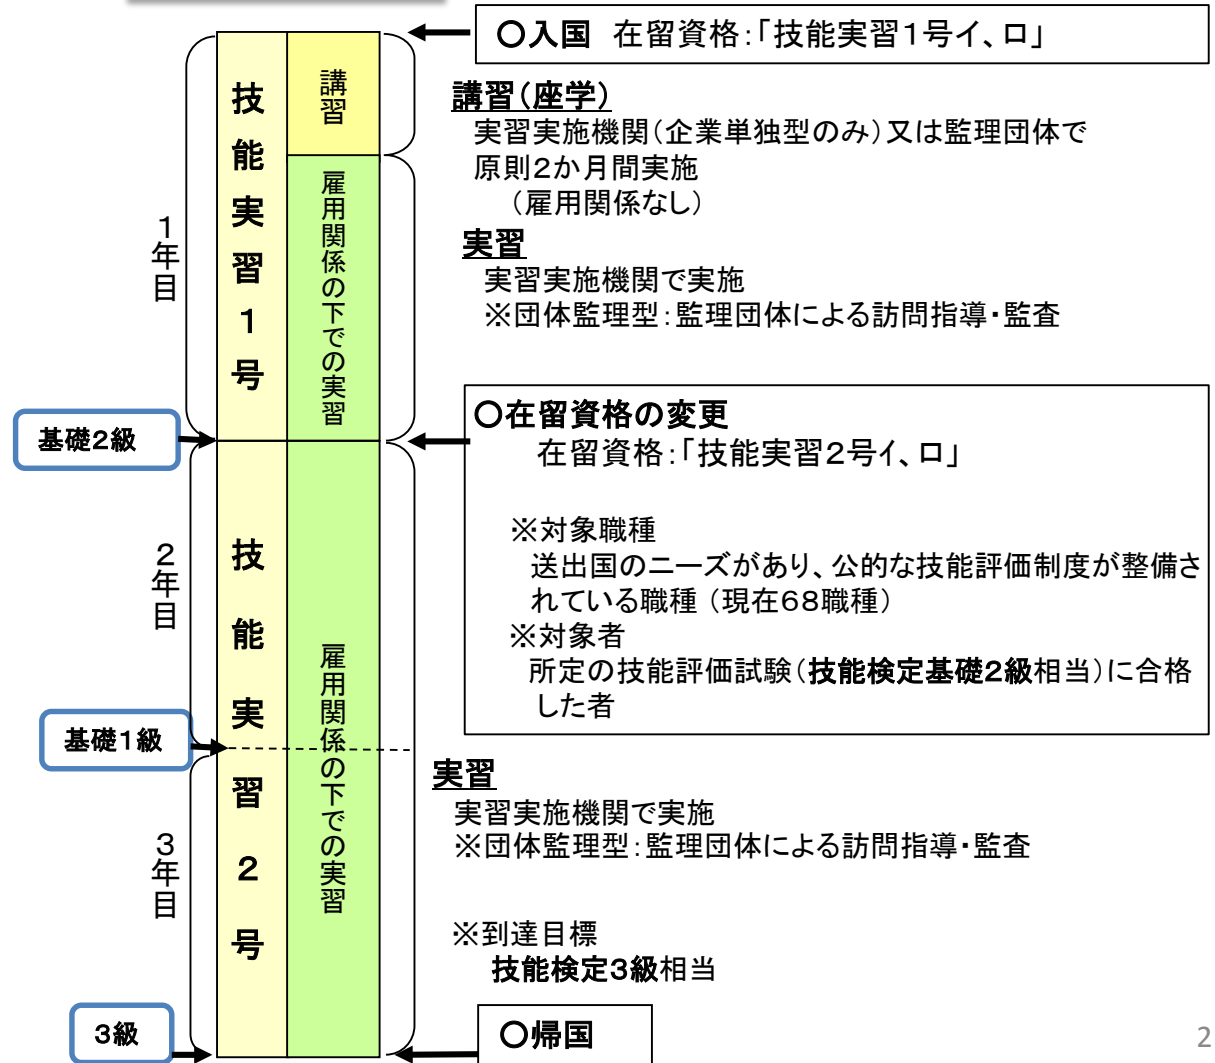 ○入国 在留資格：「技能実習１号イ、ロ」
技能実習１号
講習
講習（座学）
実習実施機関（企業単独型のみ）又は監理団体で
原則２か月間実施
（雇用関係なし）
１年目
雇用関係の下での実習
実習
実習実施機関で実施
※団体監理型：監理団体による訪問指導・監査
基礎２級
○在留資格の変更
在留資格：「技能実習２号イ、ロ」
※対象職種
送出国のニーズがあり、公的な技能評価制度が整備さ
れている職種（現在６８職種）
※対象者
所定の技能評価試験（技能検定基礎２級相当）に合格
した者
２年目
技能実習２号
雇用関係の下での実習
基礎１級
３年目
実習
実習実施機関で実施
※団体監理型：監理団体による訪問指導・監査
※到達目標
技能検定３級相当
３級
○帰国
2